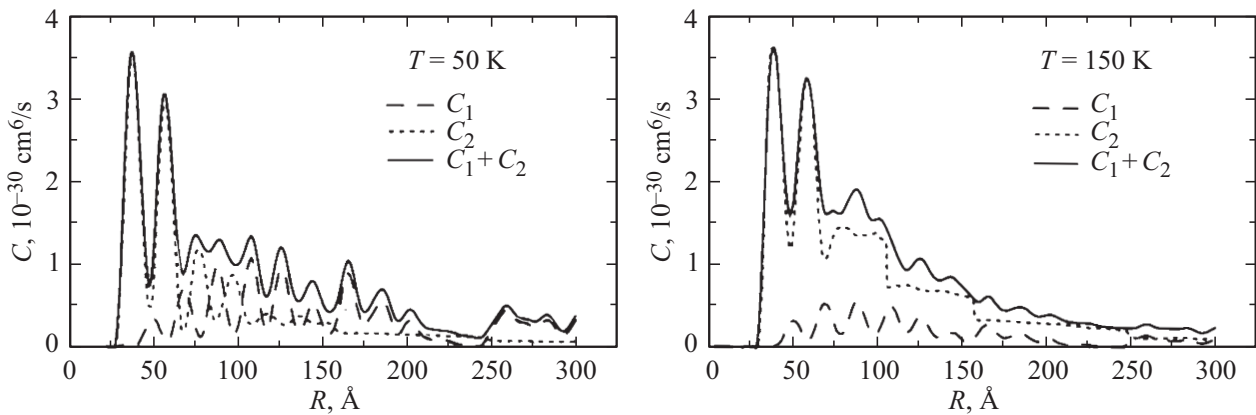 4
3
2
1
0
C, 10⁻³⁰ cm⁶/s
T = 50 K
C₁
C₂
C₁ + C₂
0 50 100 150 200 250 300
R, Å
4
3
2
1
0
C, 10⁻³⁰ cm⁶/s
T = 150 K
C₁
C₂
C₁ + C₂
0 50 100 150 200 250 300
R, Å